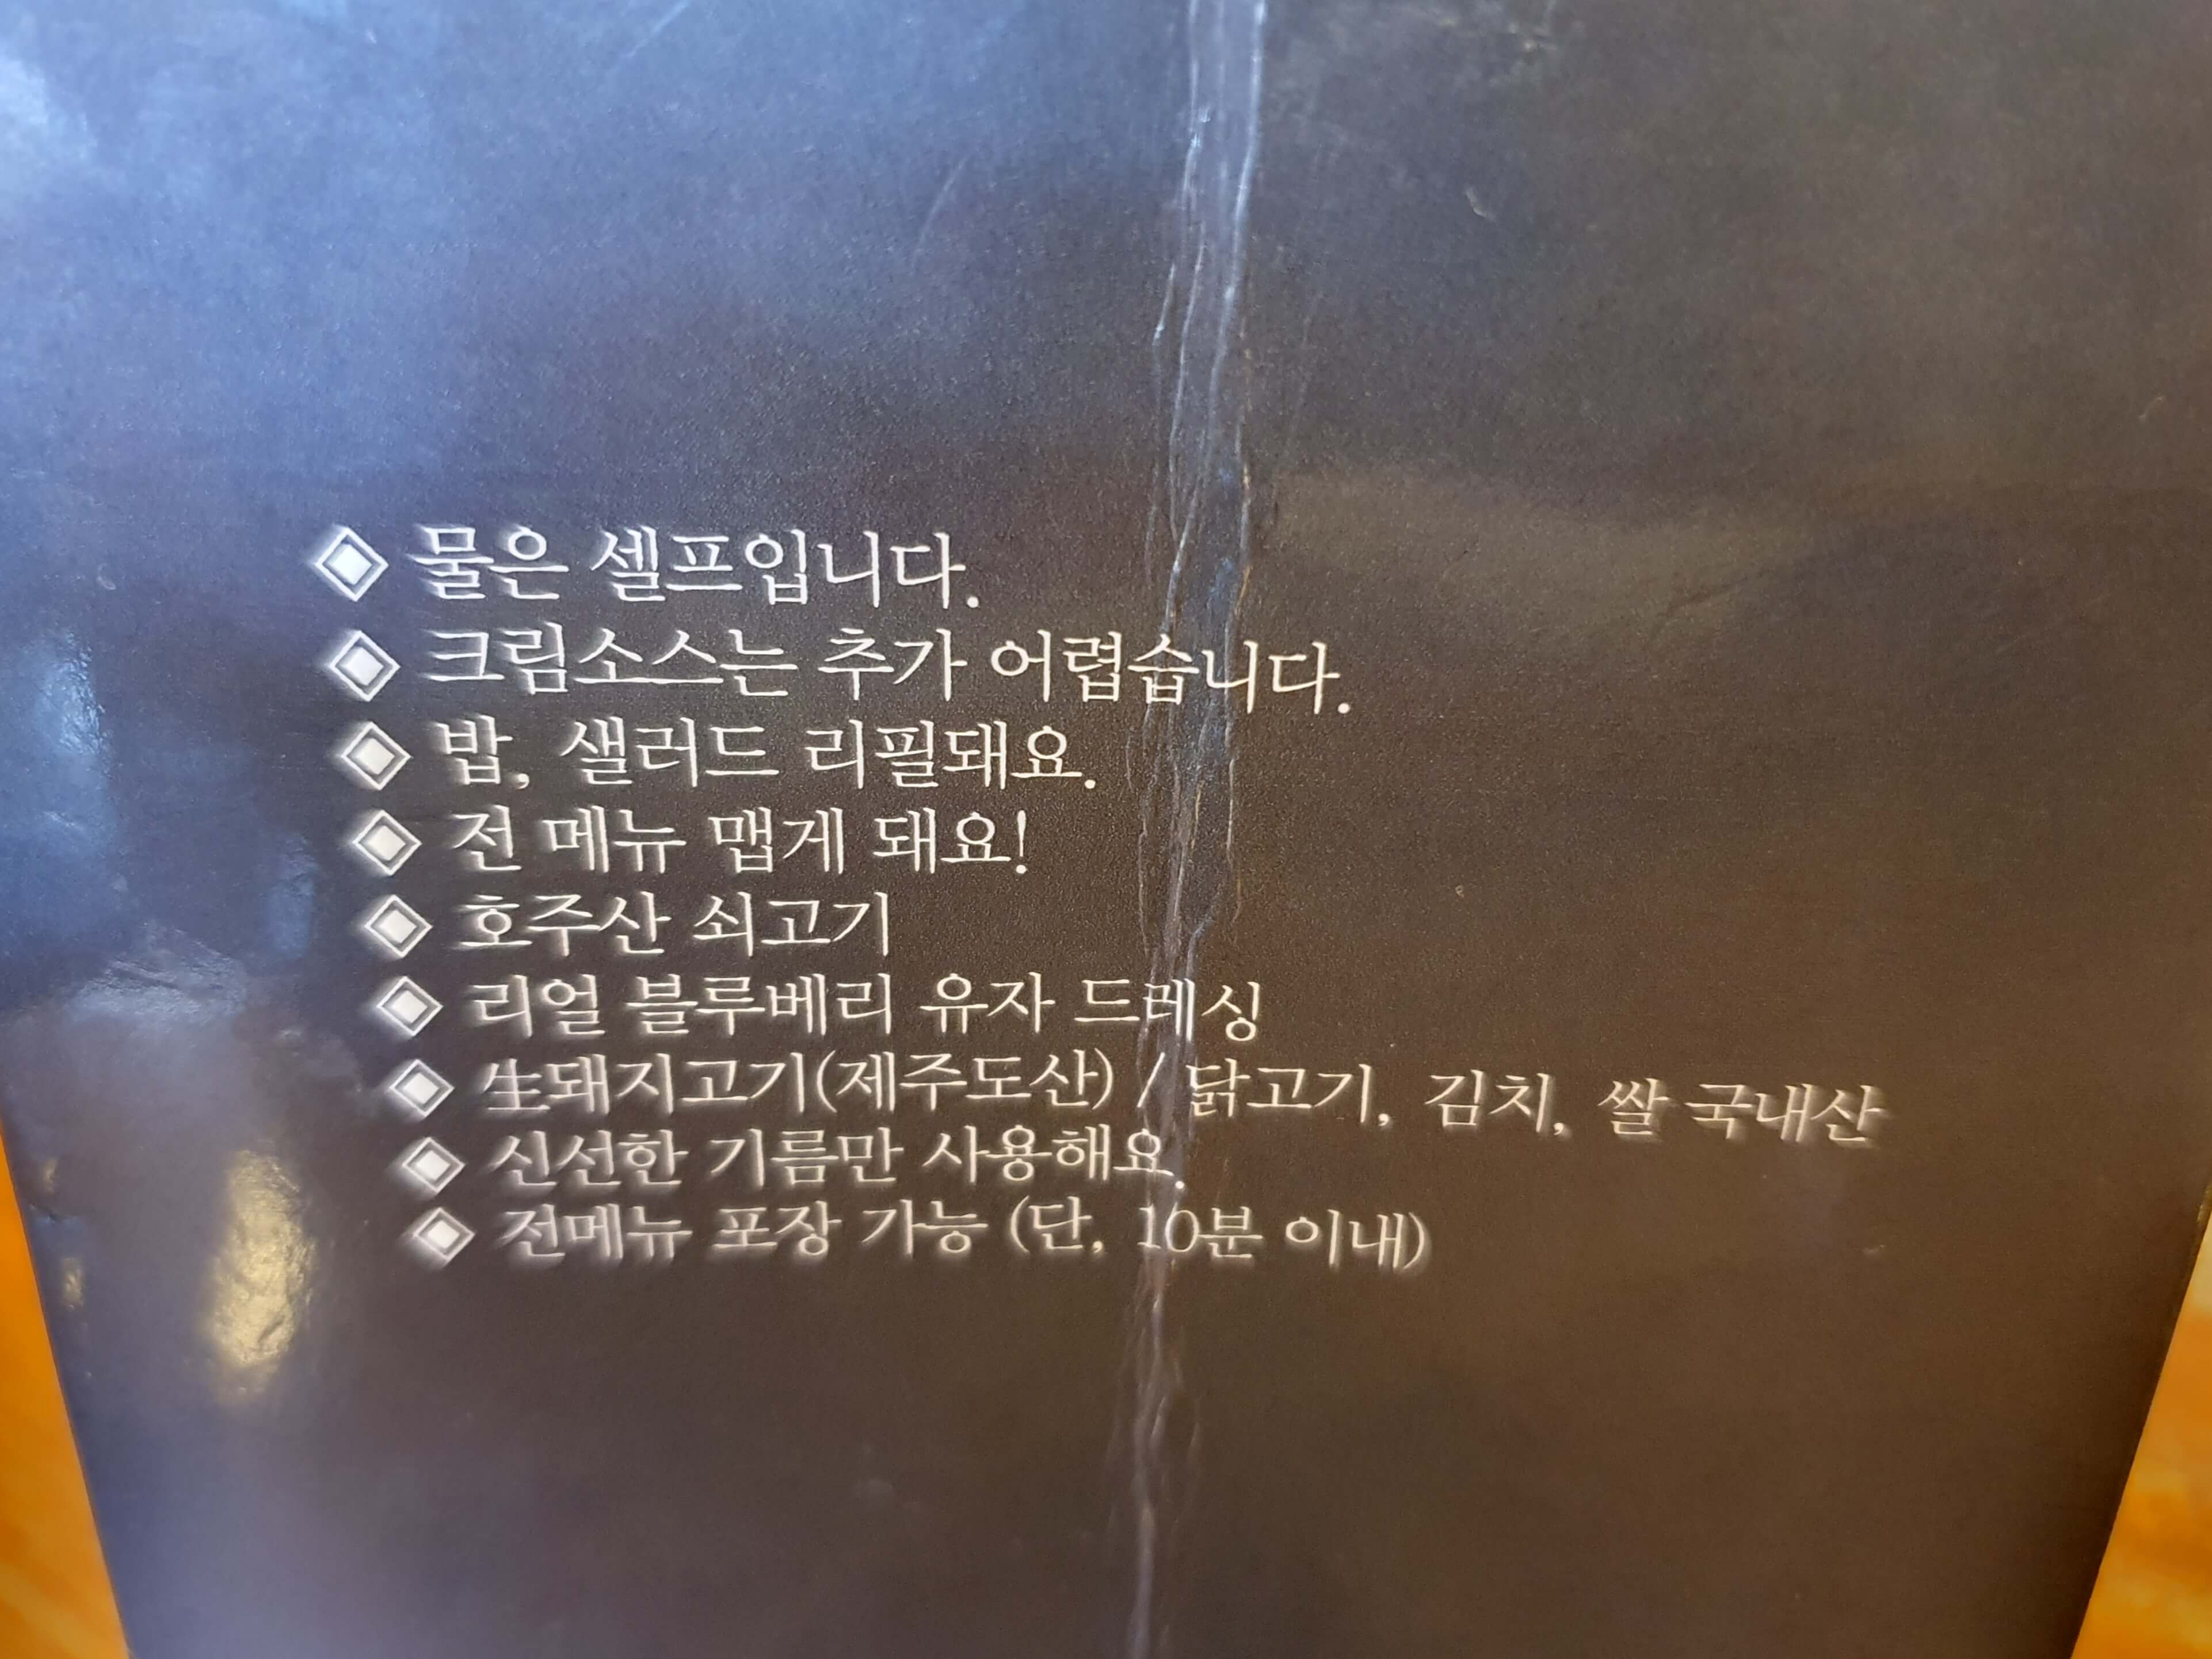 ◈ 물은 셀프입니다.
◈ 크림소스는 추가 어렵습니다.
◈ 밥, 샐러드 리필돼요.
◈ 전 메뉴 맵게 돼요!
◈ 호주산 쇠고기
◈ 리얼 블루베리 유자 드레싱
◈ 生돼지고기(제주도산) / 닭고기, 김치, 쌀 국내산
◈ 신선한 기름만 사용해요.
◈ 전메뉴 포장 가능 (단, 10분 이내)